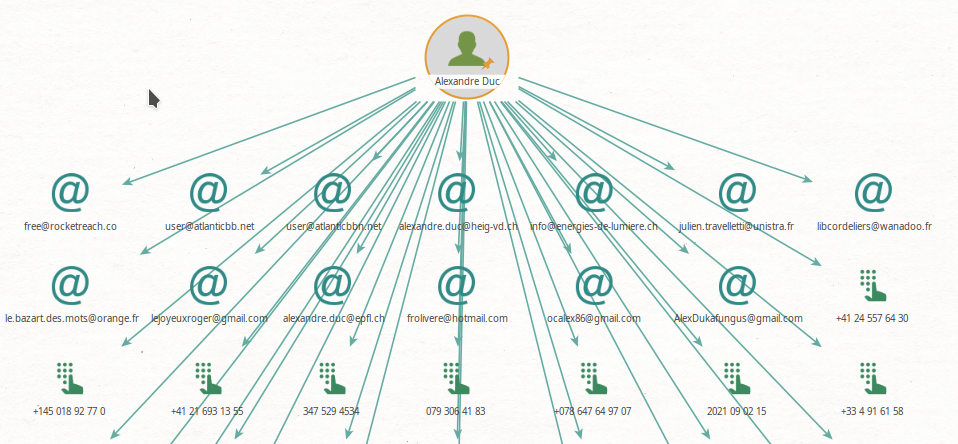 Alexandre Duc
free@rocketreach.co
user@atlanticbb.net
user@atlanticbbn.net
alexandre.duc@heig-vd.ch
info@energies-de-lumiere.ch
julien.travelletti@unistra.fr
libcordeliers@wanadoo.fr
le.bazart.des.mots@orange.fr
lejoyeuxroger@gmail.com
alexandre.duc@epfl.ch
frolivere@hotmail.com
ocalex86@gmail.com
AlexDukafungus@gmail.com
+41 24 557 64 30
+145 018 92 77 0
+41 21 693 13 55
347 529 4534
079 306 41 83
+078 647 64 97 07
2021 09 02 15
+33 4 91 61 58